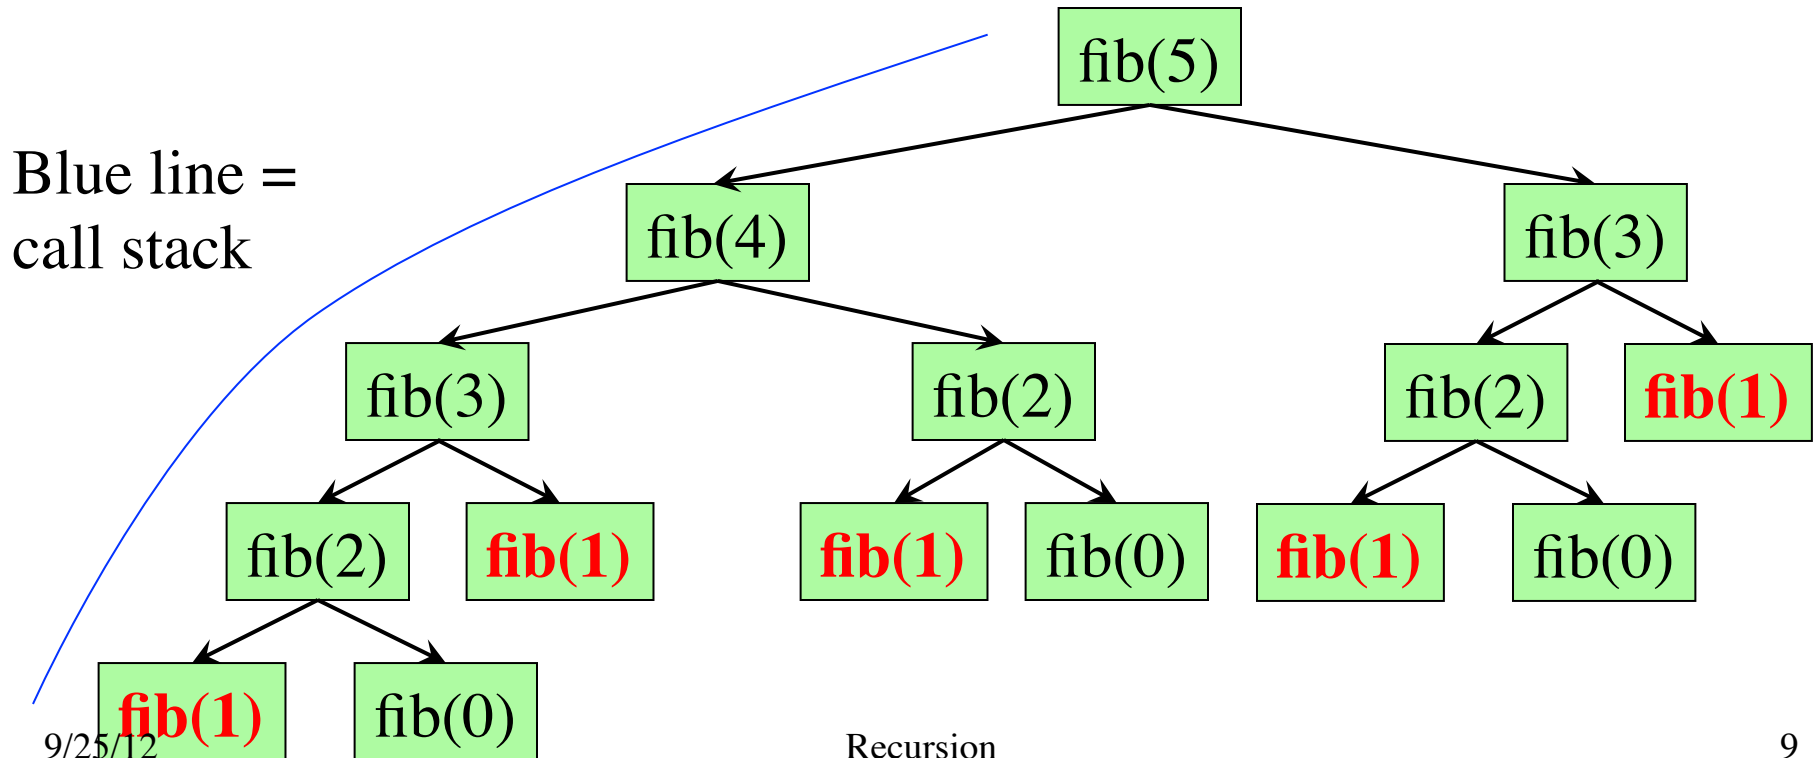 fib(5)
Blue line =
call stack
fib(4)
fib(3)
fib(3)
fib(2)
fib(2)
fib(1)
fib(2)
fib(1)
fib(1)
fib(0)
fib(1)
fib(0)
fib(1)
fib(0)
9/25/12
Recursion
9